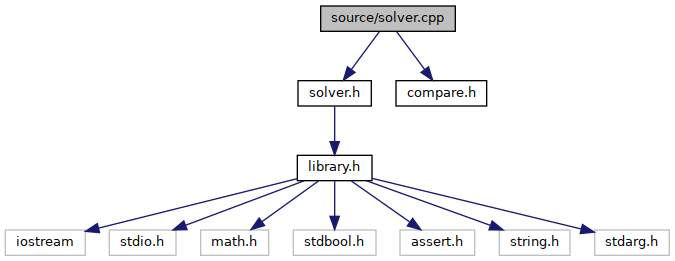 source/solver.cpp
solver.h
compare.h
library.h
iostream
stdio.h
math.h
stdbool.h
assert.h
string.h
stdarg.h